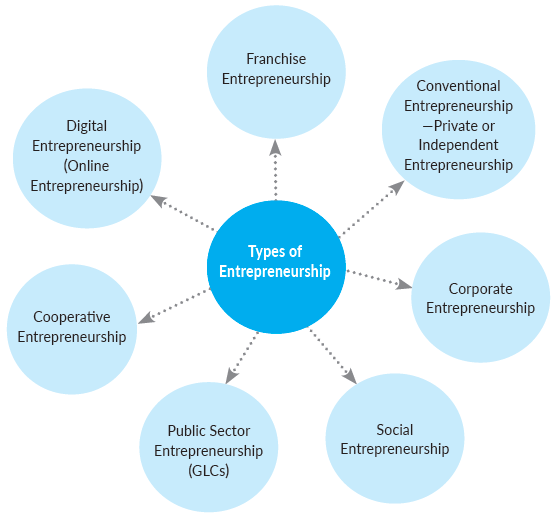 Franchise
Entrepreneurship
Conventional
Entrepreneurship
—Private or
Independent
Entrepreneurship
Digital
Entrepreneurship
(Online
Entrepreneurship)
Types of
Entrepreneurship
Corporate
Entrepreneurship
Cooperative
Entrepreneurship
Public Sector
Entrepreneurship
(GLCs)
Social
Entrepreneurship